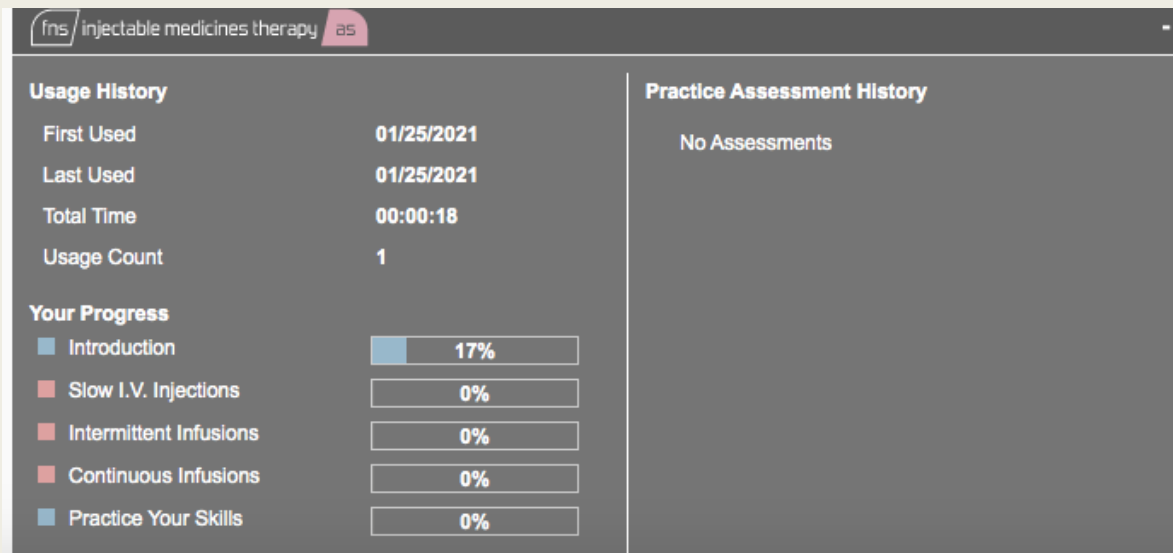 fns injectable medicines therapy as
Usage History
First Used 01/25/2021
Last Used 01/25/2021
Total Time 00:00:18
Usage Count 1
Your Progress
Introduction 17%
Slow I.V. Injections 0%
Intermittent Infusions 0%
Continuous Infusions 0%
Practice Your Skills 0%
Practice Assessment History
No Assessments